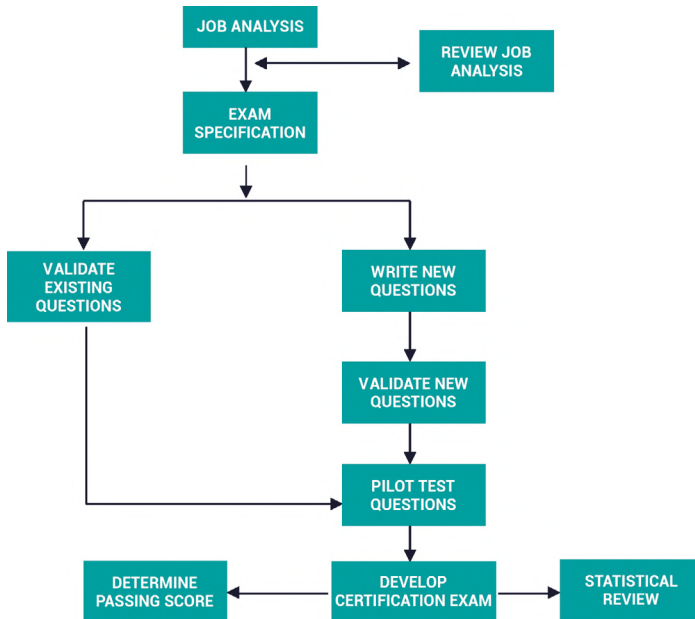 JOB ANALYSIS
REVIEW JOB
ANALYSIS
EXAM
SPECIFICATION
VALIDATE
EXISTING
QUESTIONS
WRITE NEW
QUESTIONS
VALIDATE NEW
QUESTIONS
PILOT TEST
QUESTIONS
DETERMINE
PASSING SCORE
DEVELOP
CERTIFICATION EXAM
STATISTICAL
REVIEW